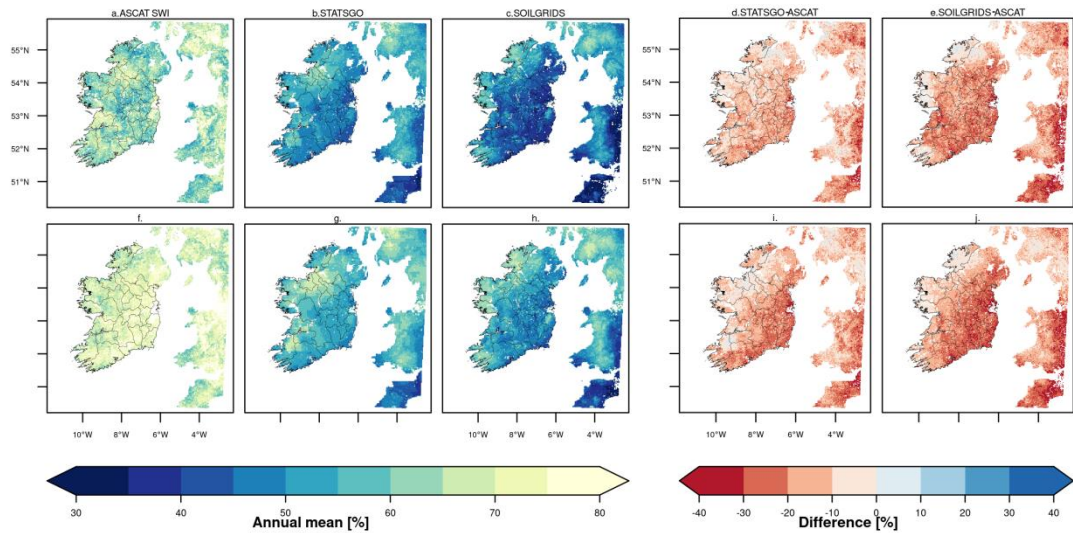 a.ASCAT SWI
b.STATSGO
c.SOILGRIDS
d.STATSGO-ASCAT
e.SOILGRIDS-ASCAT
55°N
54°N
53°N
52°N
51°N
55°N
54°N
53°N
52°N
51°N
f.
g.
h.
i.
j.
10°W 8°W 6°W 4°W
10°W 8°W 6°W 4°W
10°W 8°W 6°W 4°W
30 40 50 60 70 80
Annual mean [%]
-40 -30 -20 -10 0 10 20 30 40
Difference [%]